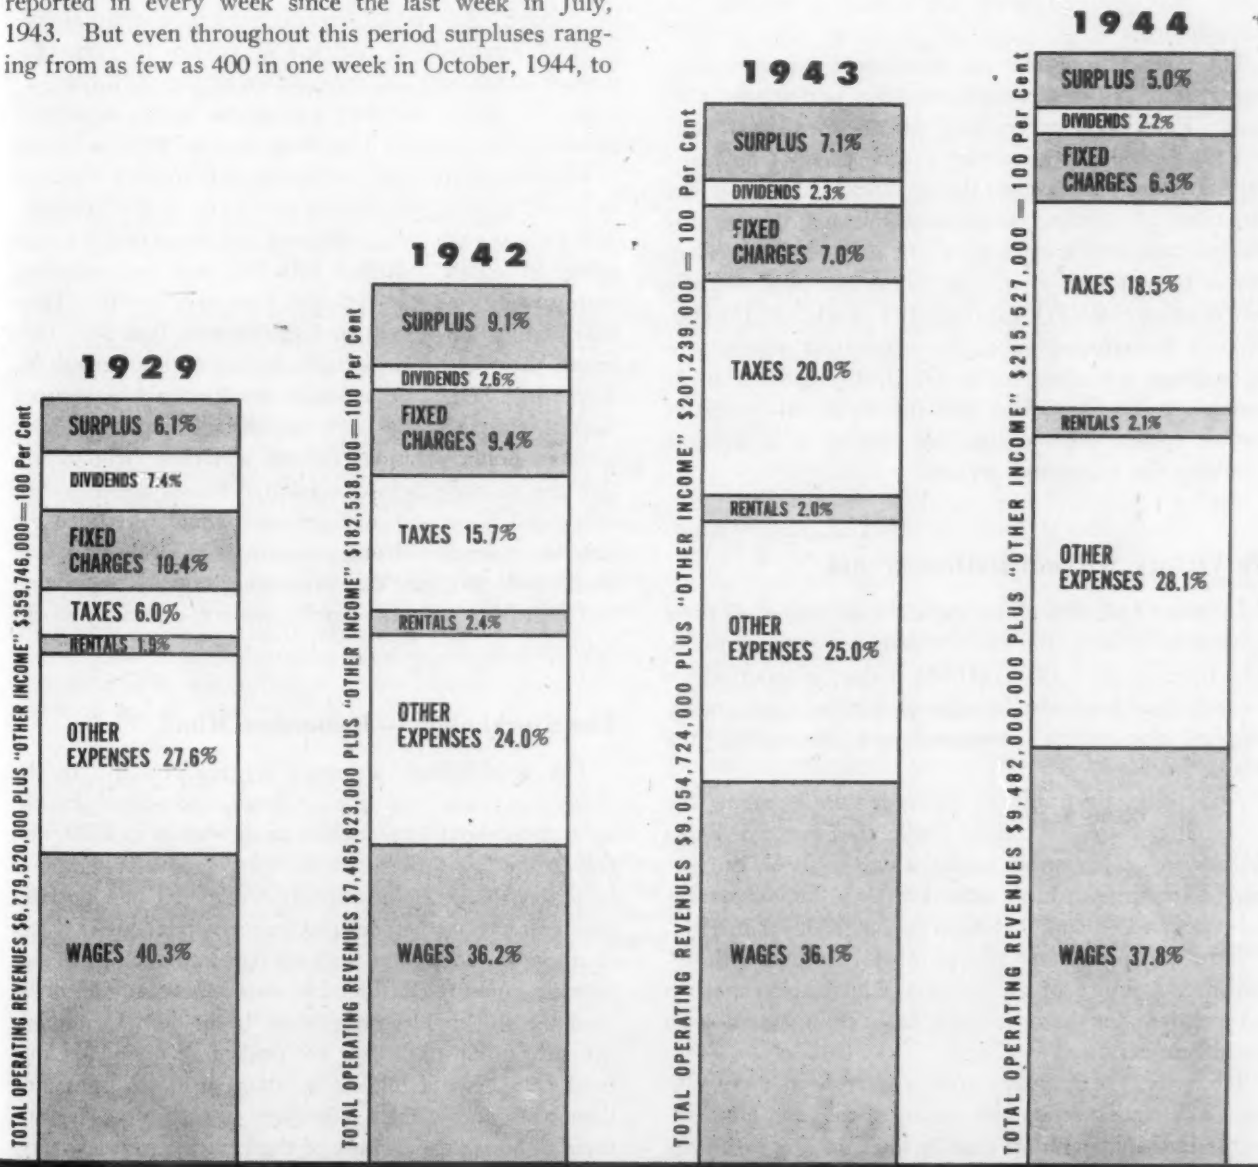 reported in every week since the last week in July,
1943. But even throughout this period surpluses rang-
ing from as few as 400 in one week in October, 1944, to
1929
TOTAL OPERATING REVENUES $6,279,520,000 PLUS "OTHER INCOME" $359,746,000=100 Per Cent
SURPLUS 6.1%
DIVIDENDS 7.4%
FIXED
CHARGES 10.4%
TAXES 6.0%
RENTALS 1.9%
OTHER
EXPENSES 27.6%
WAGES 40.3%
1942
TOTAL OPERATING REVENUES $7,465,823,000 PLUS "OTHER INCOME" $182,538,000=100 Per Cent
SURPLUS 9.1%
DIVIDENDS 2.6%
FIXED
CHARGES 9.4%
TAXES 15.7%
RENTALS 2.4%
OTHER
EXPENSES 24.0%
WAGES 36.2%
1943
TOTAL OPERATING REVENUES $9,054,724,000 PLUS "OTHER INCOME" $201,239,000=100 Per Cent
SURPLUS 7.1%
DIVIDENDS 2.3%
FIXED
CHARGES 7.0%
TAXES 20.0%
RENTALS 2.0%
OTHER
EXPENSES 25.0%
WAGES 36.1%
1944
TOTAL OPERATING REVENUES $9,482,000,000 PLUS "OTHER INCOME" $215,527,000=100 Per Cent
SURPLUS 5.0%
DIVIDENDS 2.2%
FIXED
CHARGES 6.3%
TAXES 18.5%
RENTALS 2.1%
OTHER
EXPENSES 28.1%
WAGES 37.8%